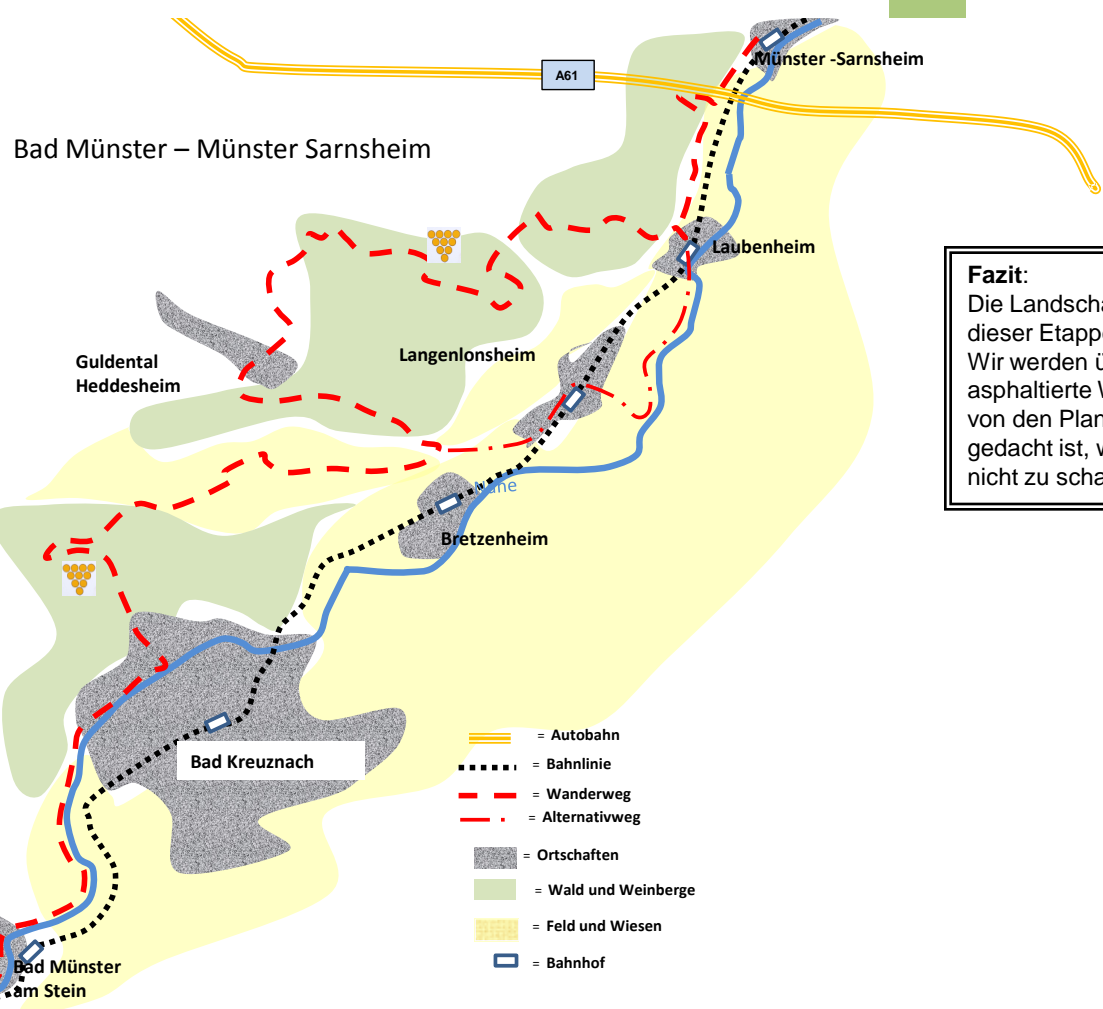 Münster -Sarnsheim
A61
Bad Münster – Münster Sarnsheim
Laubenheim
Fazit:
Die Landscha
dieser Etappe
Wir werden ü
asphaltierte W
von den Plan
gedacht ist, w
nicht zu scha
Langenlonsheim
Guldental
Heddesheim
Nahe
Bretzenheim
Bad Kreuznach
= Autobahn
= Bahnlinie
= Wanderweg
= Alternativweg
= Ortschaften
= Wald und Weinberge
= Feld und Wiesen
= Bahnhof
Bad Münster
am Stein